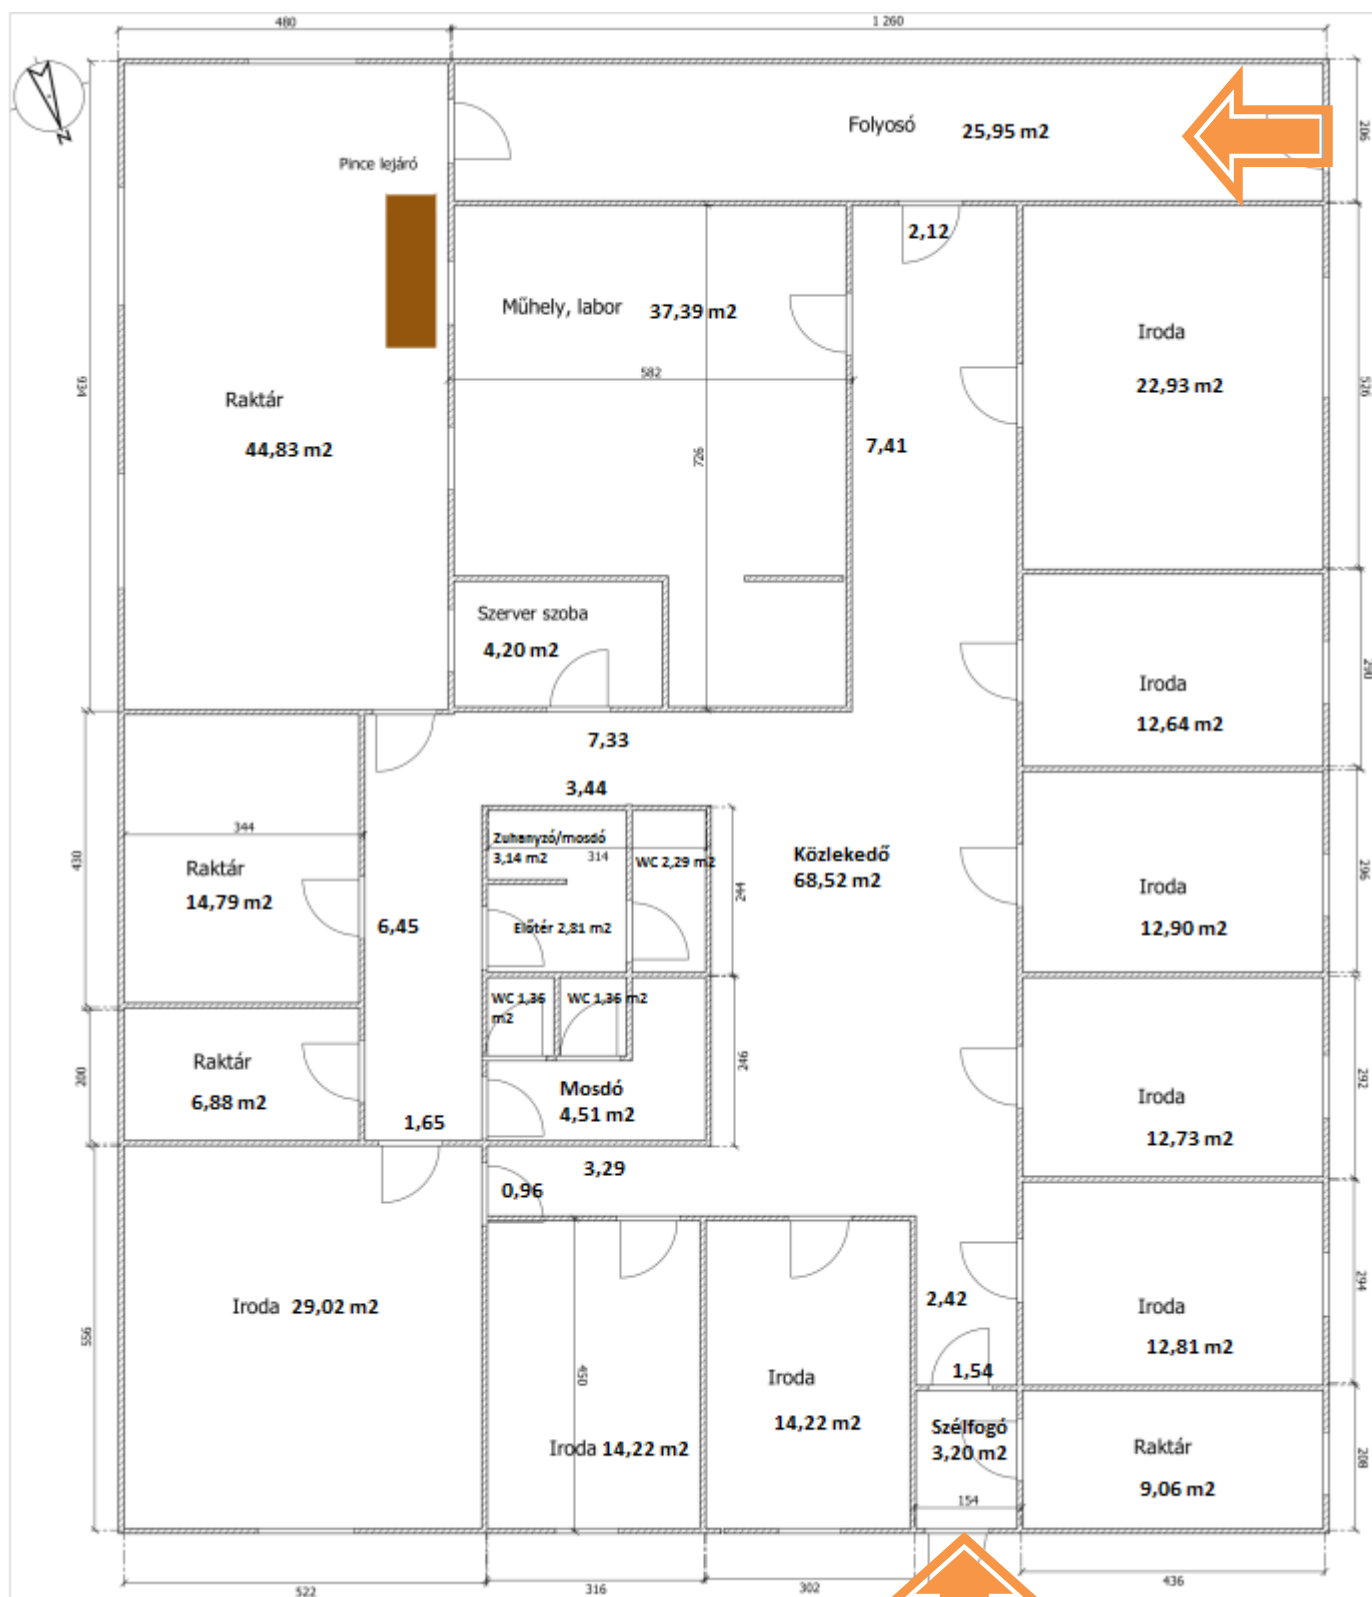 480
1 260
N
Folyosó 25,95 m2
206
Pince lejáró
2,12
Műhely, labor 37,39 m2
Iroda
22,93 m2
526
582
934
Raktár
44,83 m2
726
7,41
Szerver szoba
4,20 m2
Iroda
12,64 m2
290
7,33
3,44
344
Raktár
14,79 m2
430
Zuhanyzó/mosdó
3,14 m2
314
WC 2,29 m2
244
Közlekedő
68,52 m2
Iroda
12,90 m2
296
6,45
Előtér 2,81 m2
WC 1,36
m2
WC 1,36 m2
246
Raktár
6,88 m2
200
Mosdó
4,51 m2
Iroda
12,73 m2
292
1,65
3,29
0,96
Iroda 29,02 m2
556
2,42
Iroda
12,81 m2
294
1,54
450
Iroda 14,22 m2
Iroda
14,22 m2
Szélfogó
3,20 m2
154
Raktár
9,06 m2
208
522
316
302
436